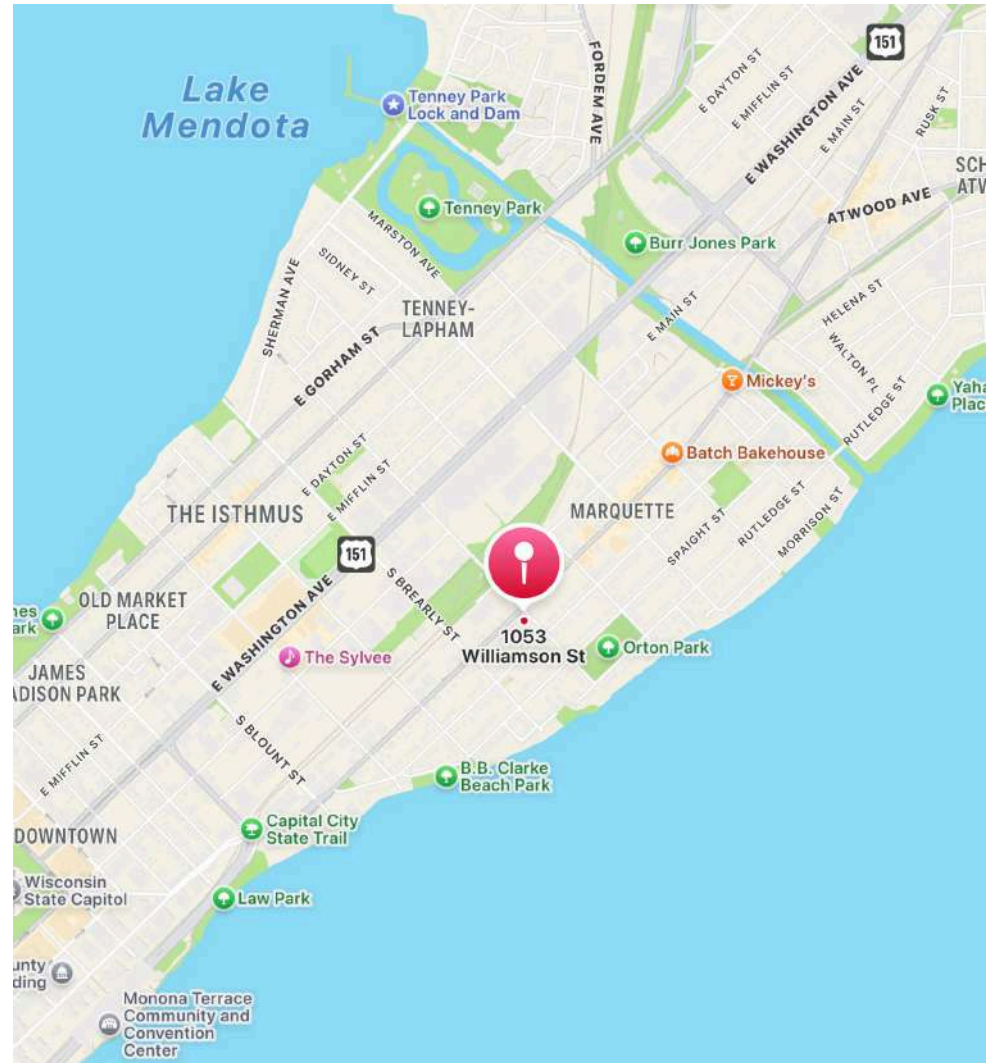 151
FORDEM AVE
E DAYTON ST
E MIFFLIN ST
E WASHINGTON AVE
E MAIN ST
RUSK ST
Lake
Mendota
Tenney Park
Lock and Dam
SCH
ATW
ATWOOD AVE
Tenney Park
MARSTON AVE
Burr Jones Park
SIDNEY ST
SHERMAN AVE
TENNEY-
LAPHAM
E MAIN ST
HELENA ST
E GORHAM ST
WALTON PL
Mickey's
Yaha
Plac
RUTLEDGE ST
Batch Bakehouse
E DAYTON ST
E MIFFLIN ST
THE ISTHMUS
MARQUETTE
SPAIGHT ST
RUTLEDGE ST
MORRISON ST
151
S BREARLY ST
nes
ark
OLD MARKET
PLACE
E WASHINGTON AVE
1053
Williamson St
Orton Park
The Sylvee
JAMES
ADISON PARK
S BLOUNT ST
E MIFFLIN ST
B.B. Clarke
Beach Park
Capital City
State Trail
DOWNTOWN
Wisconsin
State Capitol
Law Park
unty
ding
Monona Terrace
Community and
Convention
Center